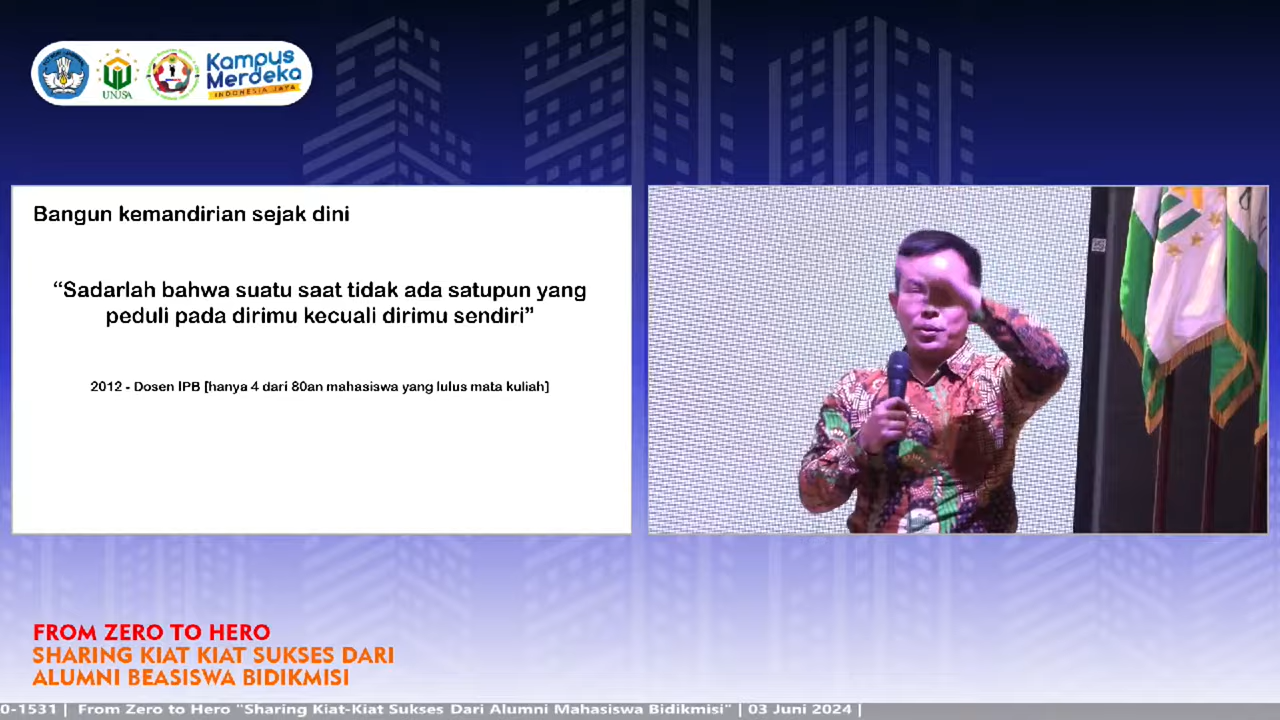 UNUSA
Kampus
Merdeka
INDONESIA JAYA
Bangun kemandirian sejak dini
“Sadarlah bahwa suatu saat tidak ada satupun yang
peduli pada dirimu kecuali dirimu sendiri”
2012 - Dosen IPB [hanya 4 dari 80an mahasiswa yang lulus mata kuliah]
FROM ZERO TO HERO
SHARING KIAT KIAT SUKSES DARI
ALUMNI BEASISWA BIDIKMISI
0-1531 | From Zero to Hero "Sharing Kiat-Kiat Sukses Dari Alumni Mahasiswa Bidikmisi" | 03 Juni 2024 |